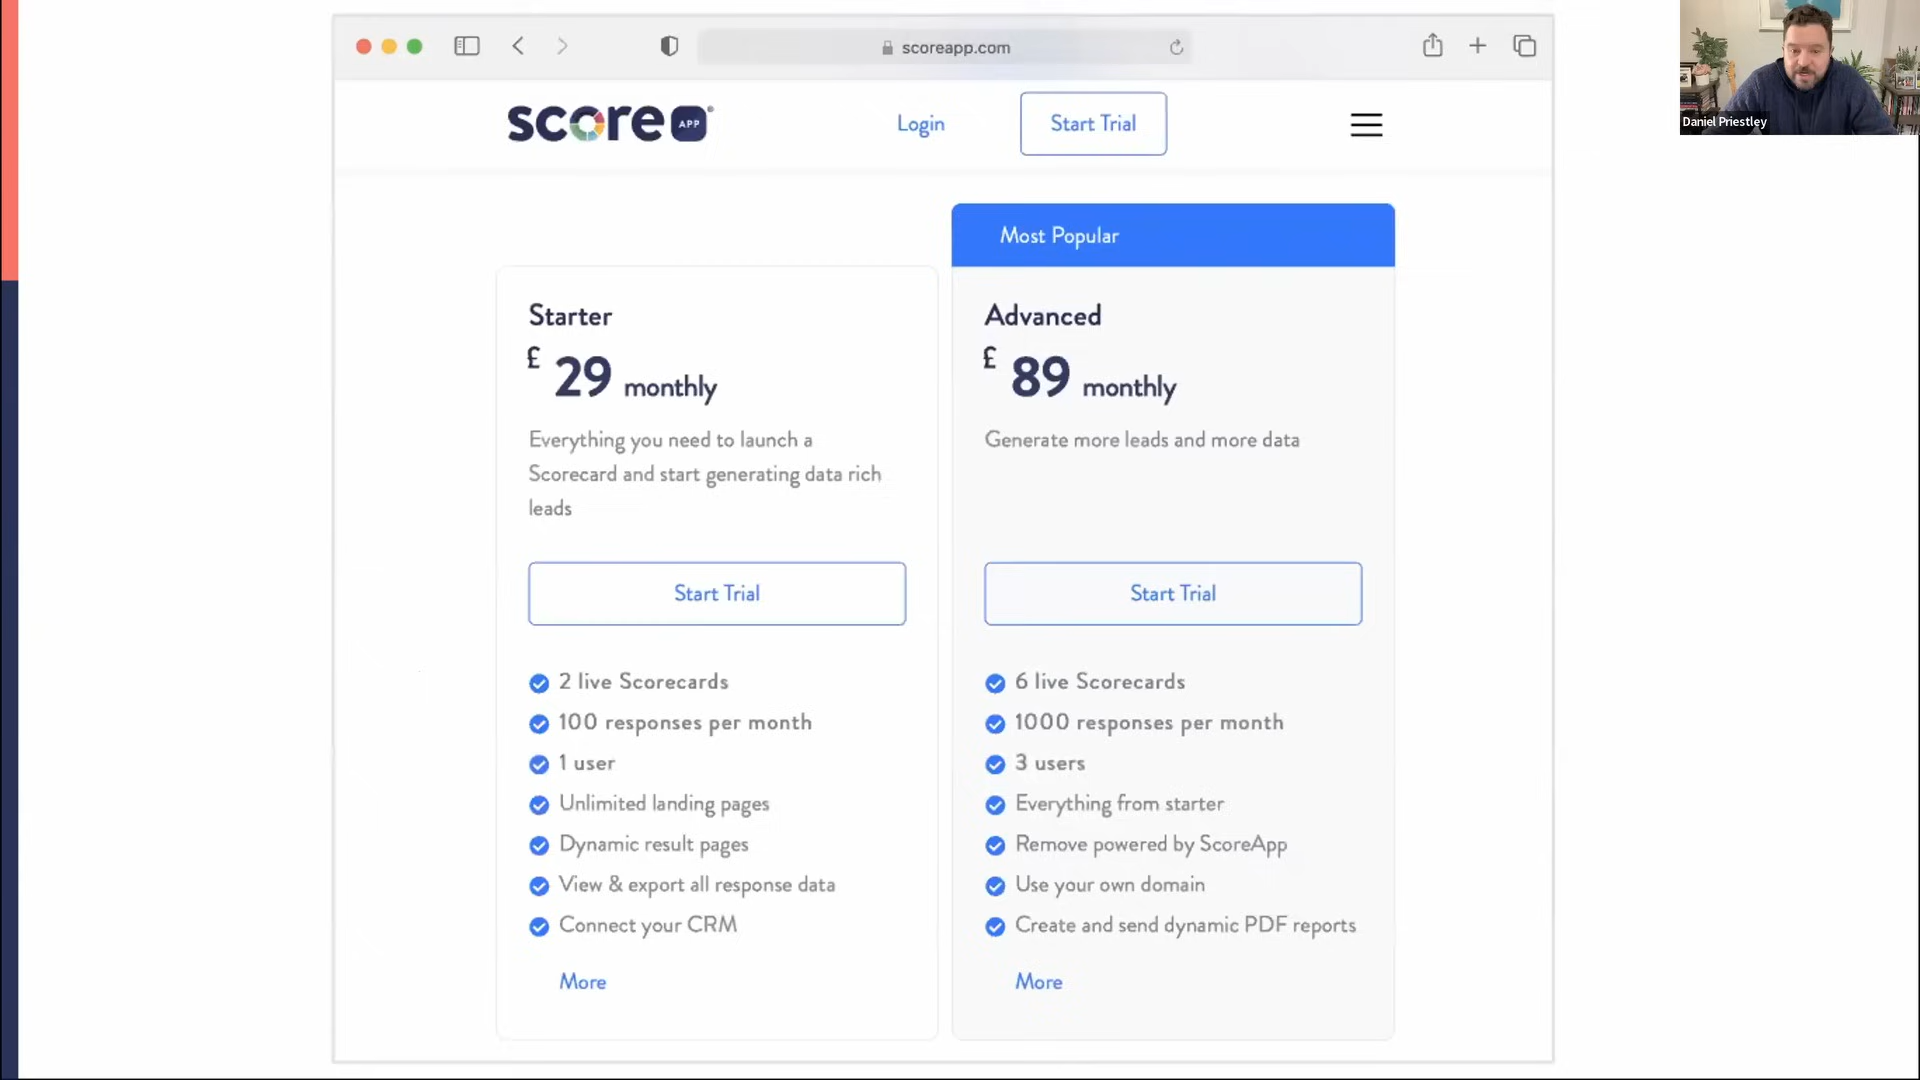 scoreapp.com
score APP®
Login
Start Trial
Most Popular
Starter
£ 29 monthly
Everything you need to launch a
Scorecard and start generating data rich
leads
Start Trial
2 live Scorecards
100 responses per month
1 user
Unlimited landing pages
Dynamic result pages
View & export all response data
Connect your CRM
More
Advanced
£ 89 monthly
Generate more leads and more data
Start Trial
6 live Scorecards
1000 responses per month
3 users
Everything from starter
Remove powered by ScoreApp
Use your own domain
Create and send dynamic PDF reports
More
Daniel Priestley